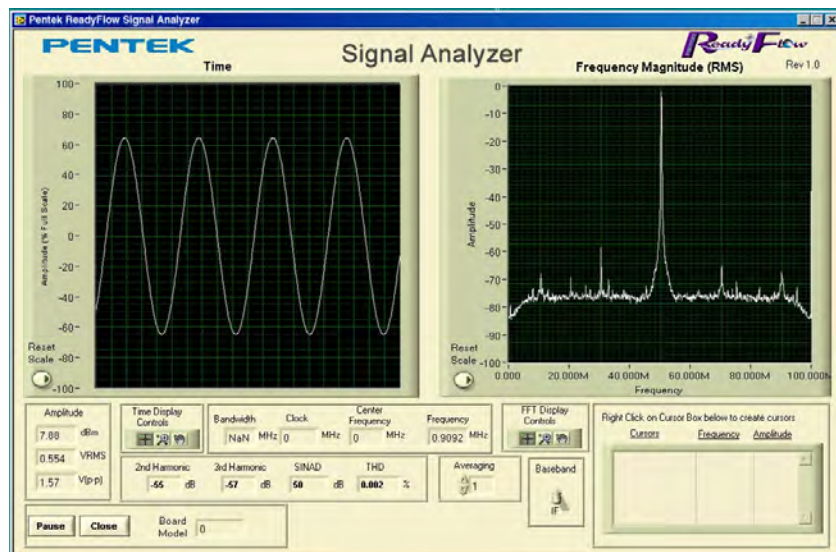 Pentek ReadyFlow Signal Analyzer
PENTEK
Signal Analyzer
Ready Flow
Time
Frequency Magnitude (RMS)
Rev 1.0
Amplitude (% Full Scale)
100-
80-
60-
40-
20-
0-
-20-
-40-
-60-
-80-
-100-
Reset
Scale
Amplitude
0-
-10-
-20-
-30-
-40-
-50-
-60-
-70-
-80-
-90-
-100-
Reset
Scale
0.000 20.000M 40.000M 60.000M 80.000M 100.000M
Frequency
Amplitude
7.88 dBm
0.554 VRMS
1.57 V(p-p)
Time Display
Controls
Bandwidth Clock Center Frequency Frequency
NaN MHz 0 MHz 0 MHz 0.9092 MHz
FFT Display
Controls
2nd Harmonic 3rd Harmonic SINAD THD
-55 dB -57 dB 50 dB 0.002 %
Averaging
1
Baseband
IF
Right Click on Cursor Box below to create cursors
Cursors Frequency Amplitude
Pause Close Board
Model 0